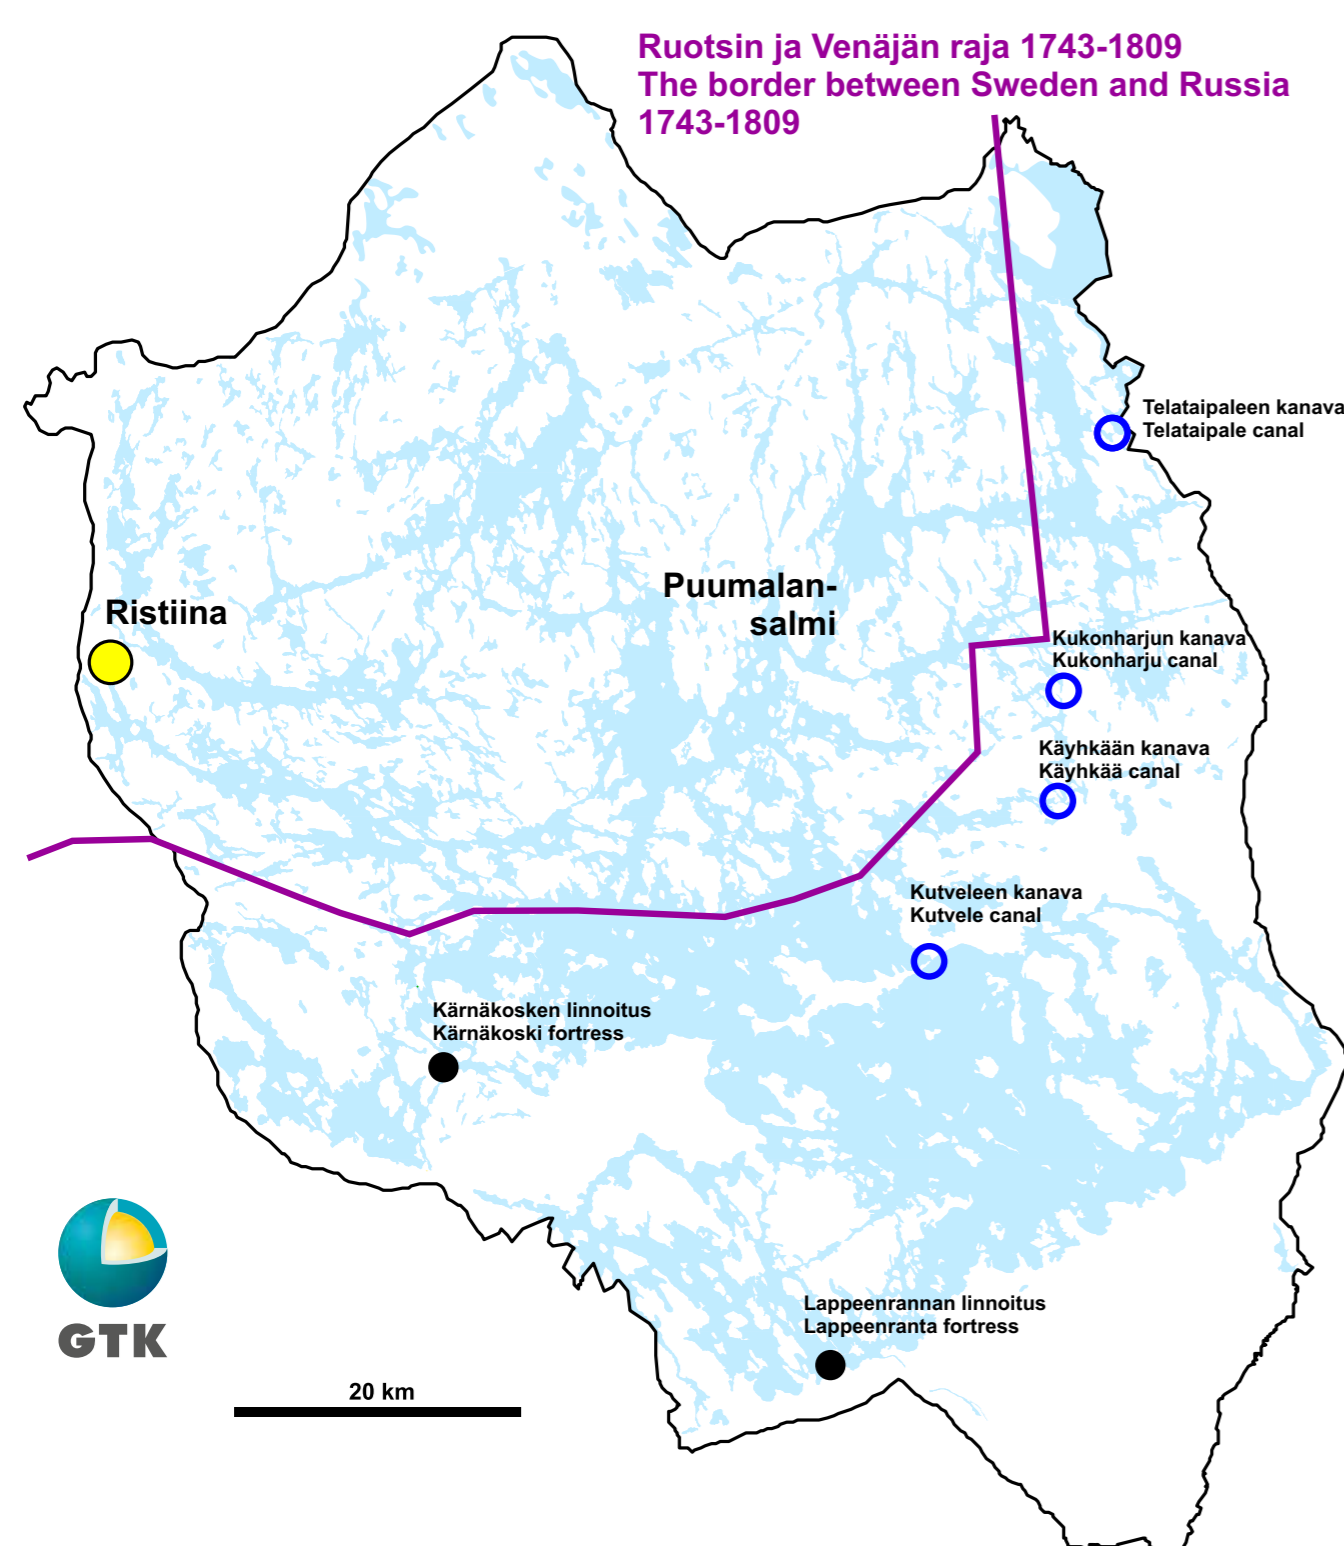 Ruotsin ja Venäjän raja 1743-1809
The border between Sweden and Russia
1743-1809
Telataipaleen kanava
Telataipale canal
Puumalan-
salmi
Ristiina
Kukonharjun kanava
Kukonharju canal
Käyhkään kanava
Käyhkää canal
Kutveleen kanava
Kutvele canal
Kärnäkosken linnoitus
Kärnäkoski fortress
Lappeenrannan linnoitus
Lappeenranta fortress
GTK
20 km